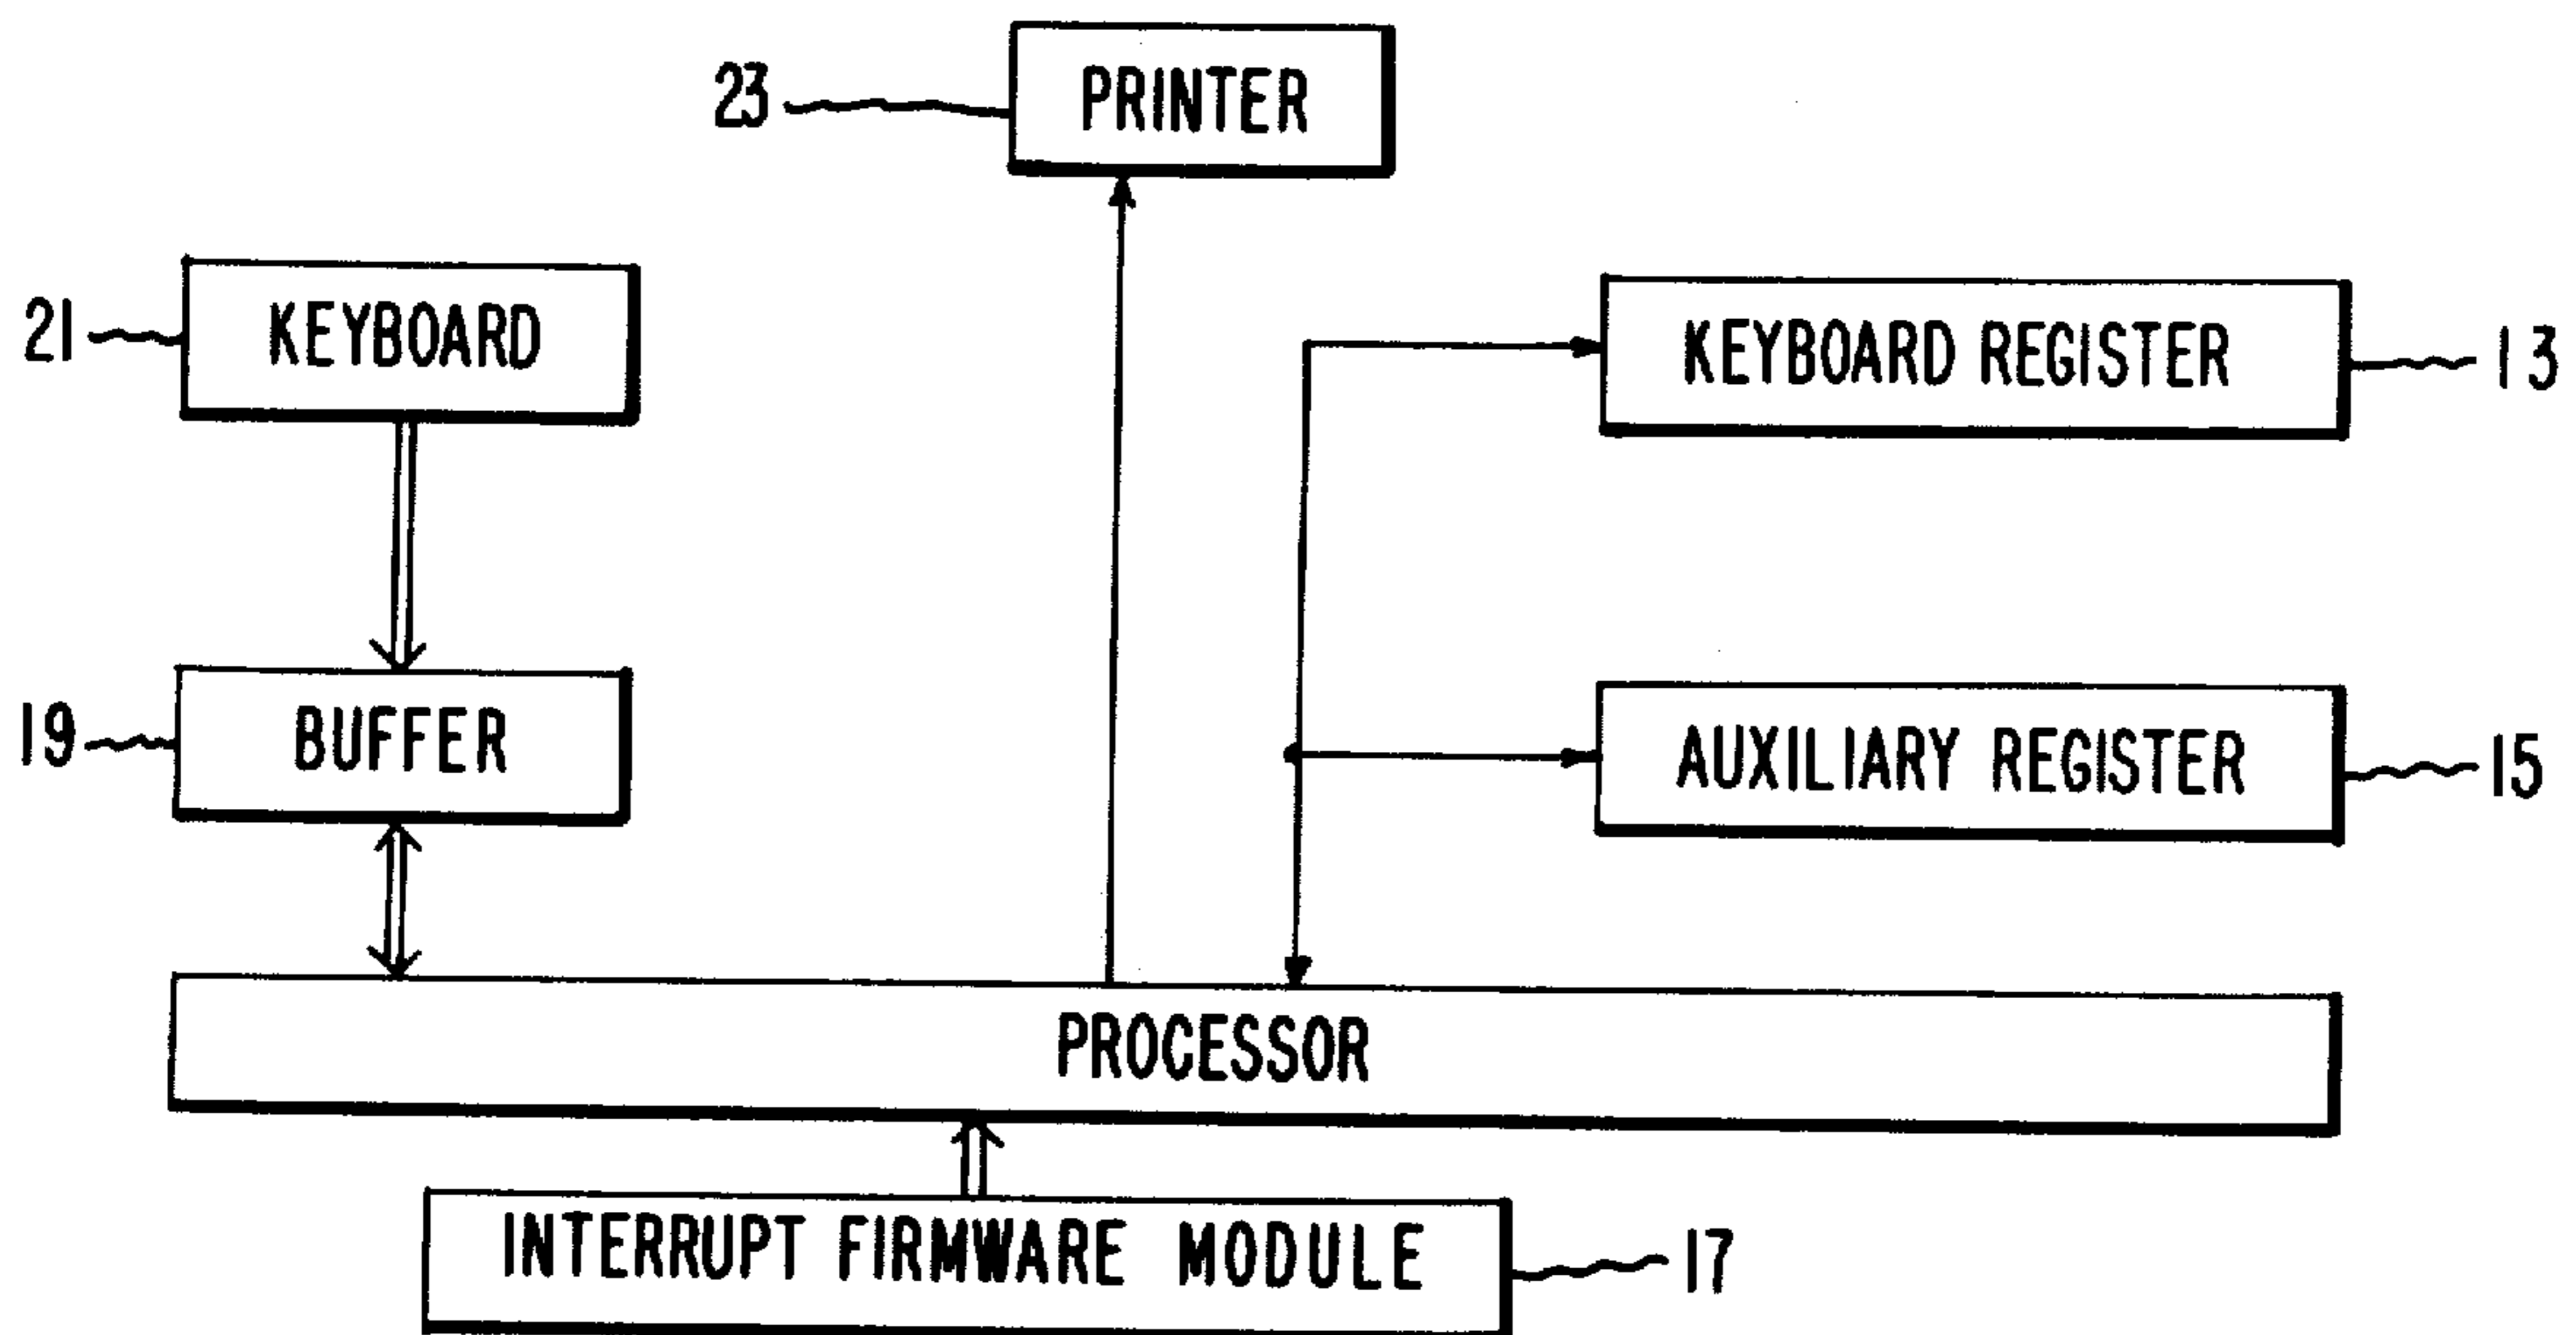 23 PRINTER
21 KEYBOARD
KEYBOARD REGISTER 13
19 BUFFER
AUXILIARY REGISTER 15
PROCESSOR
INTERRUPT FIRMWARE MODULE 17